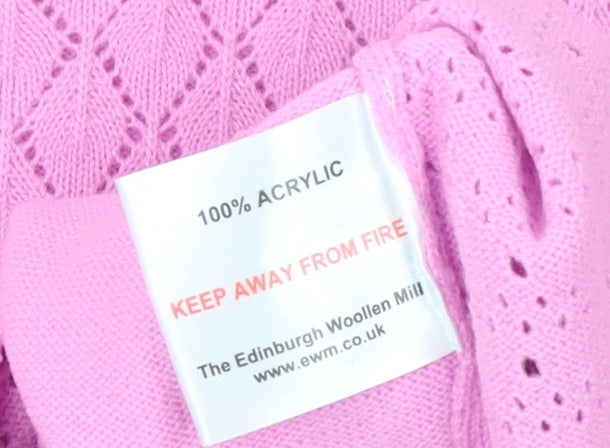 100% ACRYLIC
KEEP AWAY FROM FIRE
The Edinburgh Woollen Mill
www.ewm.co.uk